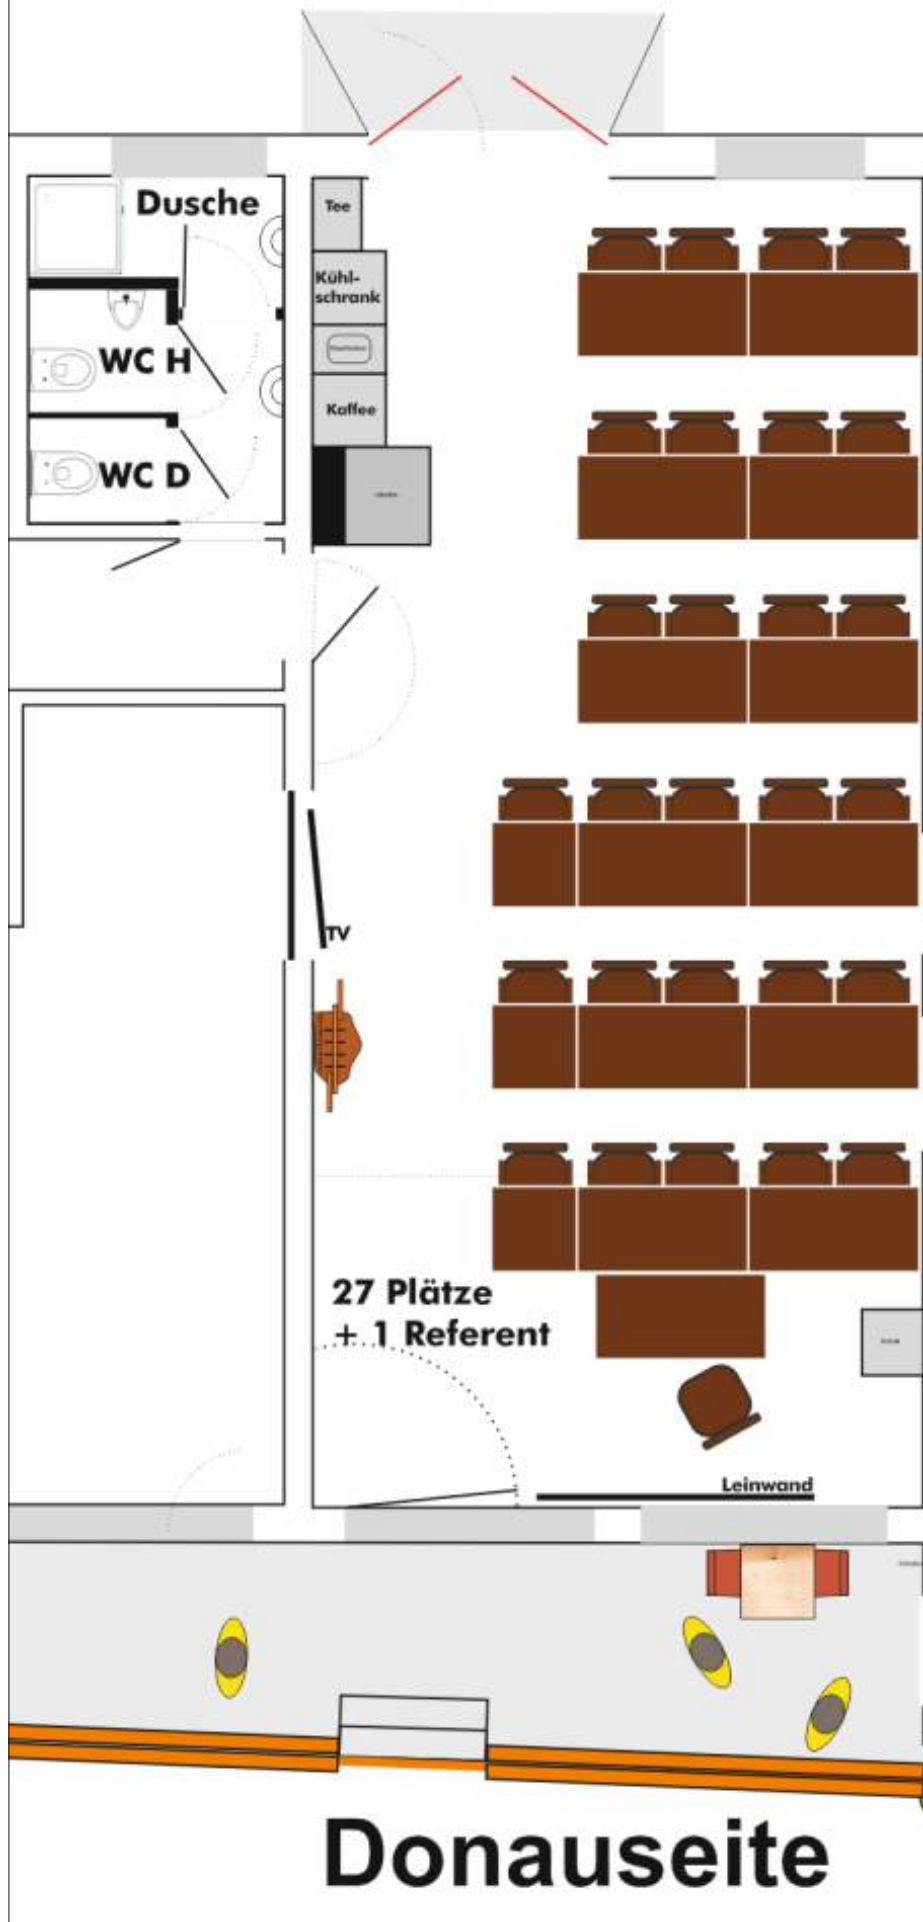 Dusche
Tee
Kühl-
schrank
WC H
Kaffee
WC D
TV
27 Plätze
+ 1 Referent
Leinwand
Donauseite